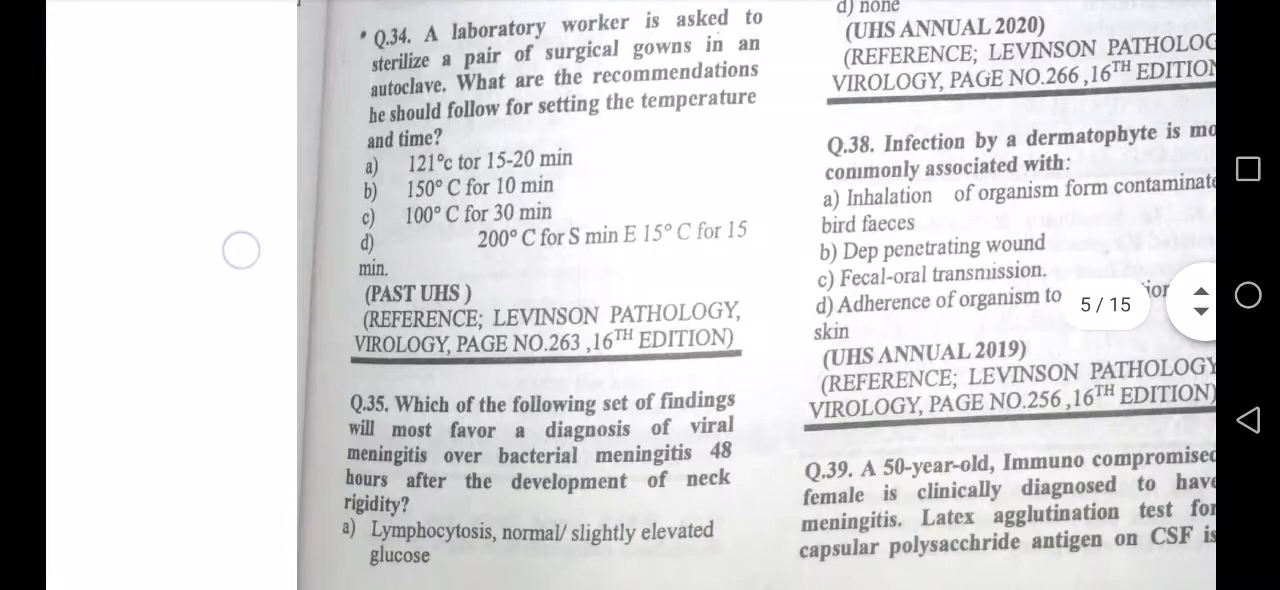 • Q.34. A laboratory worker is asked to
sterilize a pair of surgical gowns in an
autoclave. What are the recommendations
he should follow for setting the temperature
and time?
a) 121°c tor 15-20 min
b) 150° C for 10 min
c) 100° C for 30 min
d) 200° C for S min E 15° C for 15
min.
(PAST UHS )
(REFERENCE; LEVINSON PATHOLOGY,
VIROLOGY, PAGE NO.263 ,16TH EDITION)
Q.35. Which of the following set of findings
will most favor a diagnosis of viral
meningitis over bacterial meningitis 48
hours after the development of neck
rigidity?
a) Lymphocytosis, normal/ slightly elevated
glucose
d) none
(UHS ANNUAL 2020)
(REFERENCE; LEVINSON PATHOLOG
VIROLOGY, PAGE NO.266 ,16TH EDITION
Q.38. Infection by a dermatophyte is mo
commonly associated with:
a) Inhalation of organism form contaminate
bird faeces
b) Dep penetrating wound
c) Fecal-oral transmission.
d) Adherence of organism to
skin
(UHS ANNUAL 2019)
(REFERENCE; LEVINSON PATHOLOGY
VIROLOGY, PAGE NO.256 ,16TH EDITION)
Q.39. A 50-year-old, Immuno compromised
female is clinically diagnosed to have
meningitis. Latex agglutination test for
capsular polysacchride antigen on CSF is
5 / 15